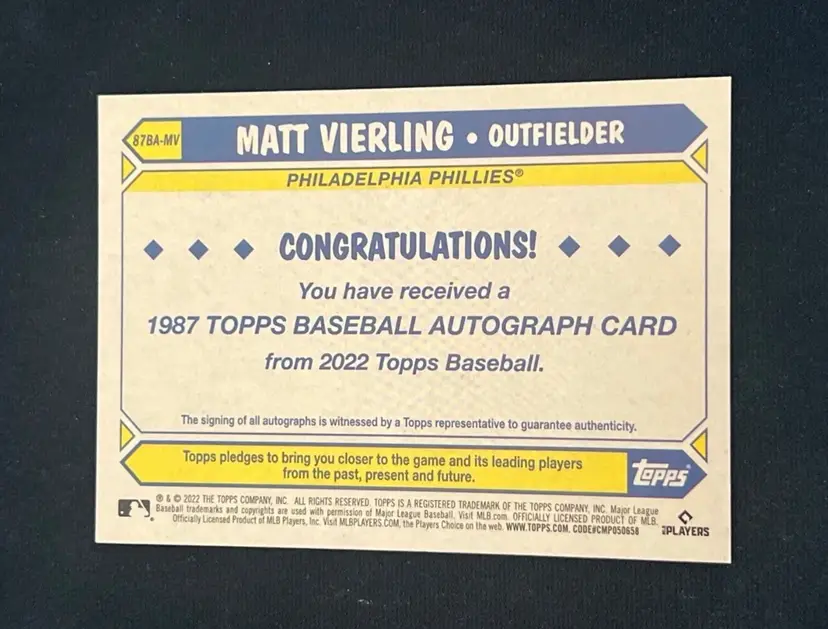 87BA-MV
MATT VIERLING • OUTFIELDER
PHILADELPHIA PHILLIES®
CONGRATULATIONS!
You have received a
1987 TOPPS BASEBALL AUTOGRAPH CARD
from 2022 Topps Baseball.
The signing of all autographs is witnessed by a Topps representative to guarantee authenticity.
Topps pledges to bring you closer to the game and its leading players
from the past, present and future.
topps®
® & © 2022 THE TOPPS COMPANY, INC. ALL RIGHTS RESERVED. TOPPS IS A REGISTERED TRADEMARK OF THE TOPPS COMPANY, INC. Major League
Baseball trademarks and copyrights are used with permission of Major League Baseball. Visit MLB.com. OFFICIALLY LICENSED PRODUCT OF MLB.
Officially Licensed Product of MLB Players, Inc. Visit MLBPLAYERS.COM, the Players Choice on the web. WWW.TOPPS.COM. CODE#CMP050658
PLAYERS